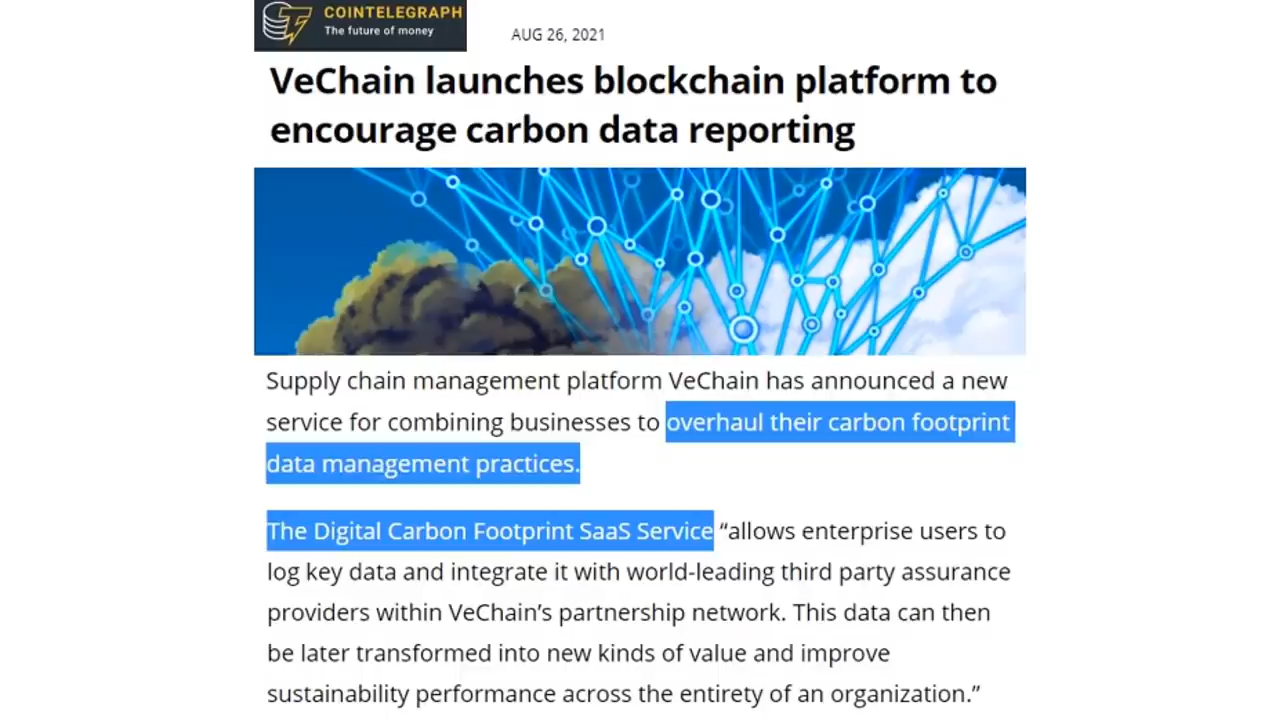 COINTELEGRAPH
The future of money
AUG 26, 2021
VeChain launches blockchain platform to
encourage carbon data reporting
Supply chain management platform VeChain has announced a new
service for combining businesses to overhaul their carbon footprint
data management practices.
The Digital Carbon Footprint SaaS Service “allows enterprise users to
log key data and integrate it with world-leading third party assurance
providers within VeChain’s partnership network. This data can then
be later transformed into new kinds of value and improve
sustainability performance across the entirety of an organization.”